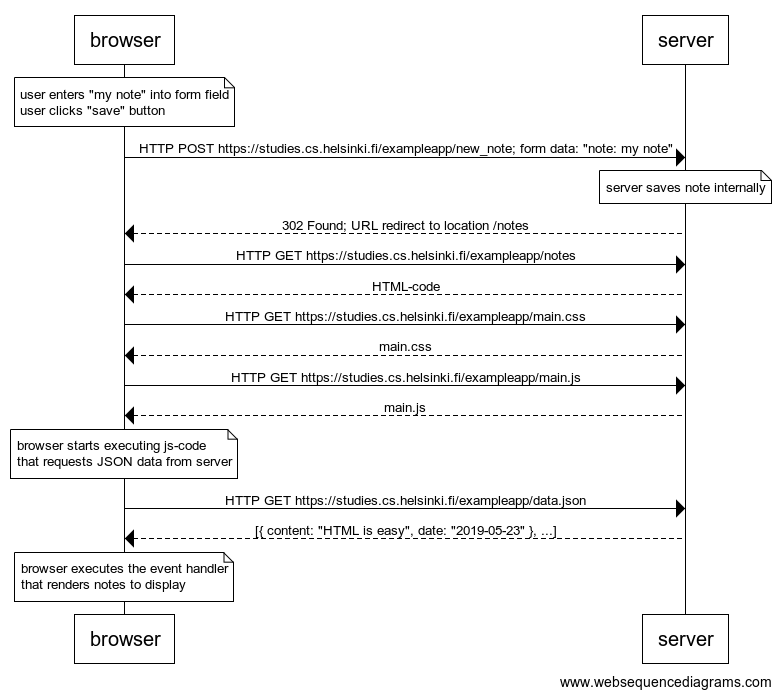 browser
server
user enters "my note" into form field
user clicks "save" button
HTTP POST https://studies.cs.helsinki.fi/exampleapp/new_note; form data: "note: my note"
server saves note internally
302 Found; URL redirect to location /notes
HTTP GET https://studies.cs.helsinki.fi/exampleapp/notes
HTML-code
HTTP GET https://studies.cs.helsinki.fi/exampleapp/main.css
main.css
HTTP GET https://studies.cs.helsinki.fi/exampleapp/main.js
main.js
browser starts executing js-code
that requests JSON data from server
HTTP GET https://studies.cs.helsinki.fi/exampleapp/data.json
[{ content: "HTML is easy", date: "2019-05-23" }, ...]
browser executes the event handler
that renders notes to display
browser
server
www.websequencediagrams.com